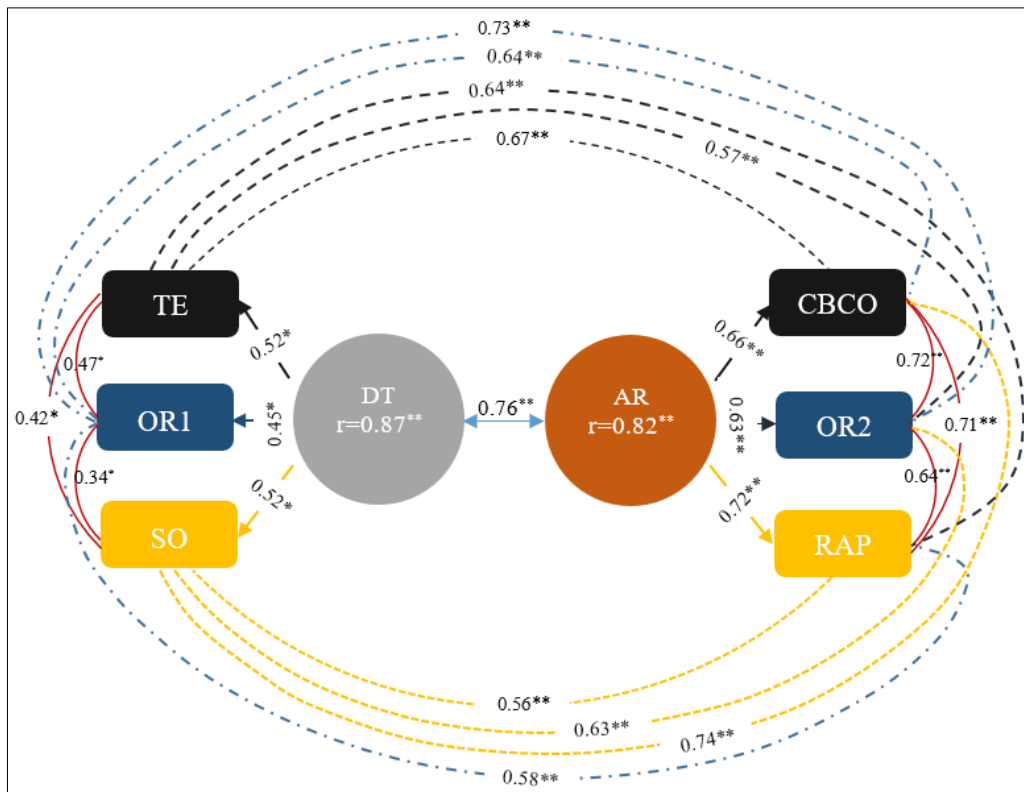 0.73**
0.64**
0.64**
0.57**
0.67**
TE
CBCO
0.52*
0.66**
0.47*
0.72**
DT
r=0.87**
0.76**
AR
r=0.82**
0.42*
OR1
0.45*
0.63**
OR2
0.71**
0.34*
0.64**
0.52*
0.72**
SO
RAP
0.56**
0.63**
0.74**
0.58**